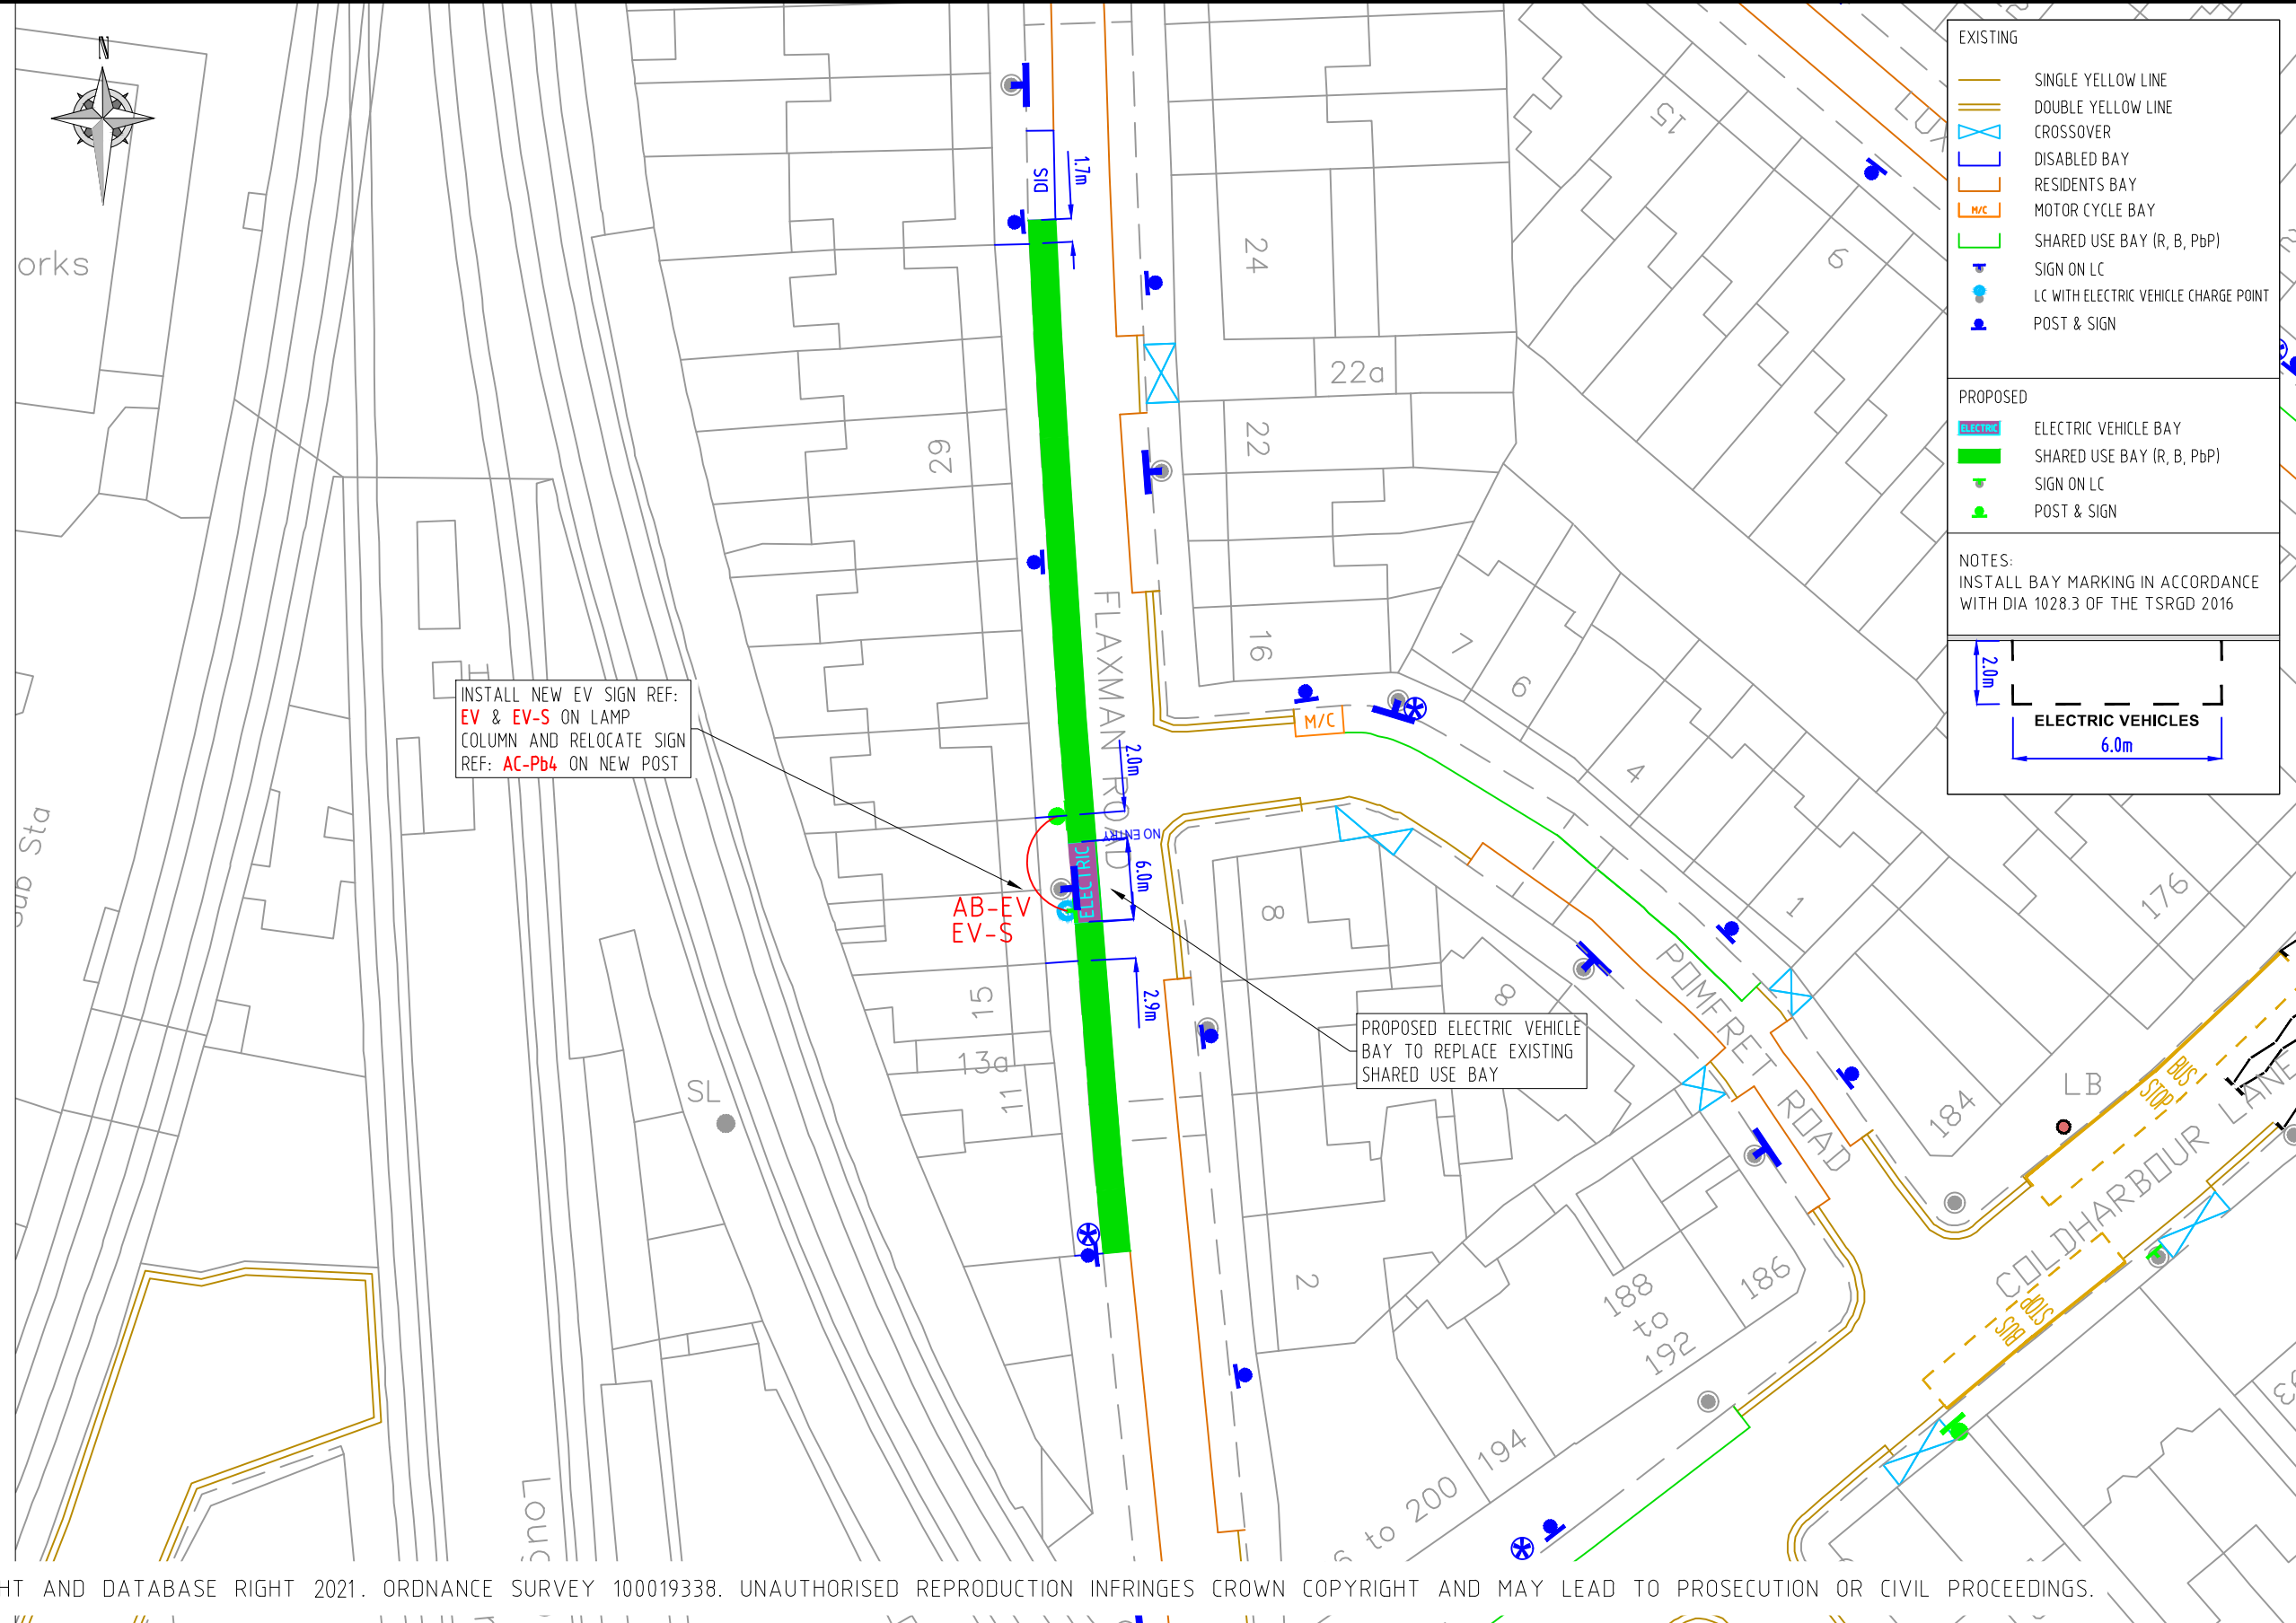 N
orks
Sub Sta
SL
29
15
13a
11
24
22a
22
16
8
2
7
6
4
1
8
15
9
176
184
186
188
to
192
194
to 200
LB
DIS
1.7m
2.0m
6.0m
2.9m
FLAXMAN ROAD
NO ENTRY
ELECTRIC
M/C
POMFRET ROAD
COLDHARBOUR LANE
BUS
STOP
BUS
STOP
INSTALL NEW EV SIGN REF:
EV & EV-S ON LAMP
COLUMN AND RELOCATE SIGN
REF: AC-Pb4 ON NEW POST
AB-EV
EV-S
PROPOSED ELECTRIC VEHICLE
BAY TO REPLACE EXISTING
SHARED USE BAY
EXISTING
SINGLE YELLOW LINE
DOUBLE YELLOW LINE
CROSSOVER
DISABLED BAY
RESIDENTS BAY
M/C MOTOR CYCLE BAY
SHARED USE BAY (R, B, PbP)
SIGN ON LC
LC WITH ELECTRIC VEHICLE CHARGE POINT
POST & SIGN
PROPOSED
ELECTRIC ELECTRIC VEHICLE BAY
SHARED USE BAY (R, B, PbP)
SIGN ON LC
POST & SIGN
NOTES:
INSTALL BAY MARKING IN ACCORDANCE
WITH DIA 1028.3 OF THE TSRGD 2016
2.0m
ELECTRIC VEHICLES
6.0m
HT AND DATABASE RIGHT 2021. ORDNANCE SURVEY 100019338. UNAUTHORISED REPRODUCTION INFRINGES CROWN COPYRIGHT AND MAY LEAD TO PROSECUTION OR CIVIL PROCEEDINGS.